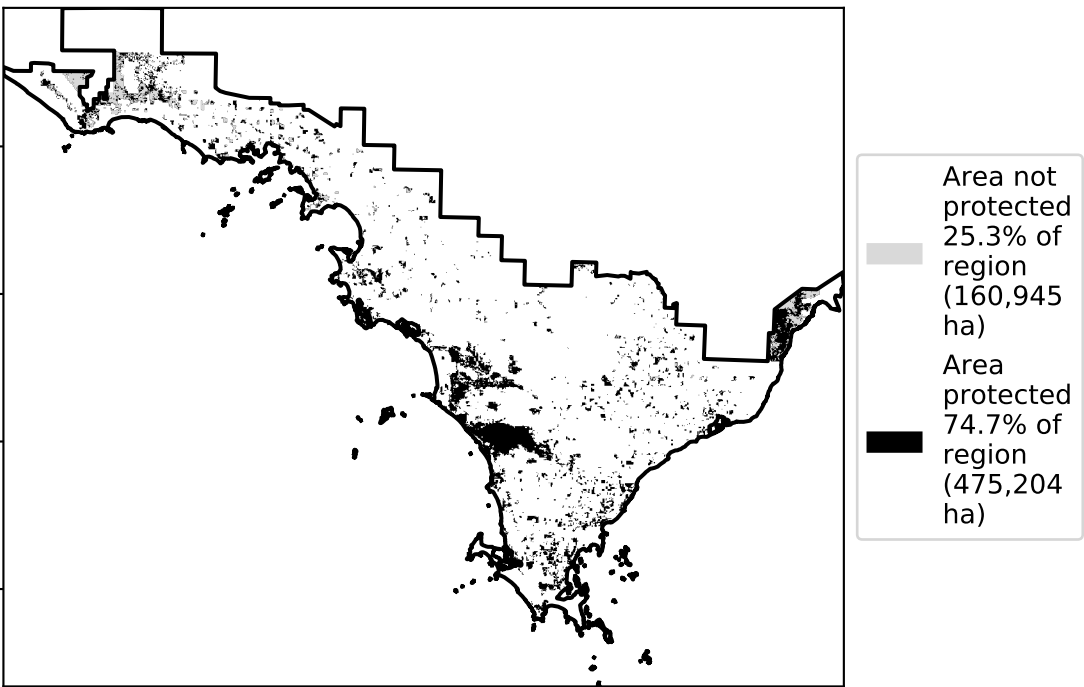 Area not
protected
25.3% of
region
(160,945
ha)
Area
protected
74.7% of
region
(475,204
ha)